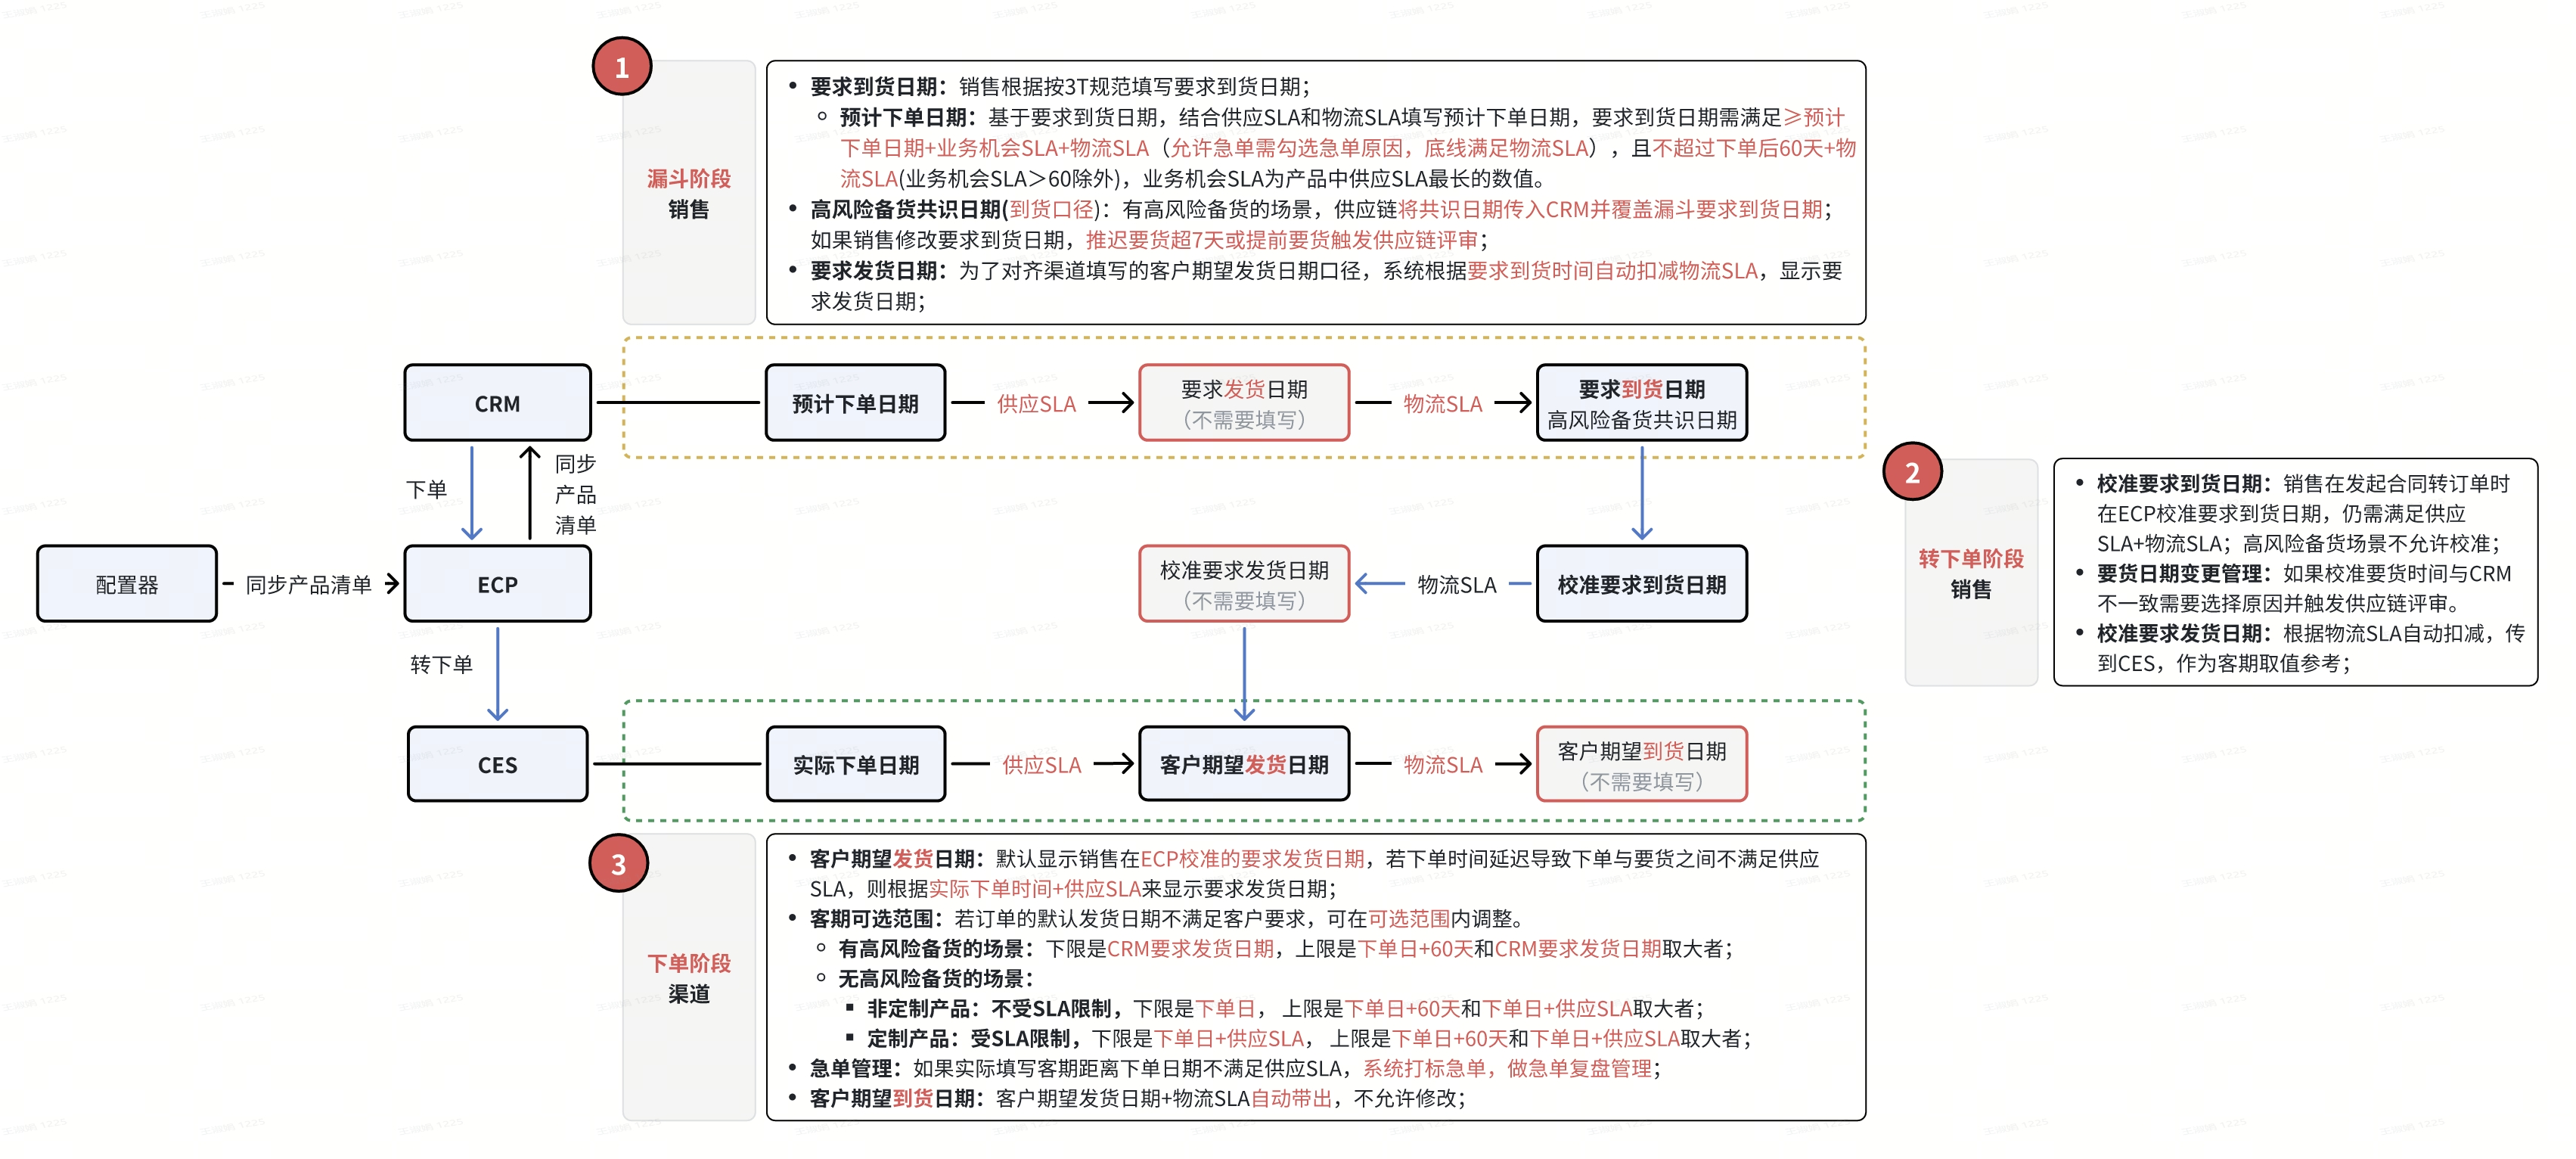 1
漏斗阶段
销售
• 要求到货日期：销售根据按3T规范填写要求到货日期；
◦ 预计下单日期：基于要求到货日期，结合供应SLA和物流SLA填写预计下单日期，要求到货日期需满足≥预计
下单日期+业务机会SLA+物流SLA（允许急单需勾选急单原因，底线满足物流SLA），且不超过下单后60天+物
流SLA(业务机会SLA＞60除外)，业务机会SLA为产品中供应SLA最长的数值。
• 高风险备货共识日期(到货口径)：有高风险备货的场景，供应链将共识日期传入CRM并覆盖漏斗要求到货日期；
如果销售修改要求到货日期，推迟要货超7天或提前要货触发供应链评审；
• 要求发货日期：为了对齐渠道填写的客户期望发货日期口径，系统根据要求到货时间自动扣减物流SLA，显示要
求发货日期；
CRM
预计下单日期
供应SLA
要求发货日期
（不需要填写）
物流SLA
要求到货日期
高风险备货共识日期
下单
同步
产品
清单
配置器
同步产品清单
ECP
校准要求发货日期
（不需要填写）
物流SLA
校准要求到货日期
2
转下单阶段
销售
• 校准要求到货日期：销售在发起合同转订单时
在ECP校准要求到货日期，仍需满足供应
SLA+物流SLA；高风险备货场景不允许校准；
• 要货日期变更管理：如果校准要货时间与CRM
不一致需要选择原因并触发供应链评审。
• 校准要求发货日期：根据物流SLA自动扣减，传
到CES，作为客期取值参考；
转下单
CES
实际下单日期
供应SLA
客户期望发货日期
物流SLA
客户期望到货日期
（不需要填写）
3
下单阶段
渠道
• 客户期望发货日期：默认显示销售在ECP校准的要求发货日期，若下单时间延迟导致下单与要货之间不满足供应
SLA，则根据实际下单时间+供应SLA来显示要求发货日期；
• 客期可选范围：若订单的默认发货日期不满足客户要求，可在可选范围内调整。
◦ 有高风险备货的场景：下限是CRM要求发货日期，上限是下单日+60天和CRM要求发货日期取大者；
◦ 无高风险备货的场景：
▪ 非定制产品：不受SLA限制，下限是下单日， 上限是下单日+60天和下单日+供应SLA取大者；
▪ 定制产品：受SLA限制，下限是下单日+供应SLA， 上限是下单日+60天和下单日+供应SLA取大者；
• 急单管理：如果实际填写客期距离下单日期不满足供应SLA，系统打标急单，做急单复盘管理；
• 客户期望到货日期：客户期望发货日期+物流SLA自动带出，不允许修改；